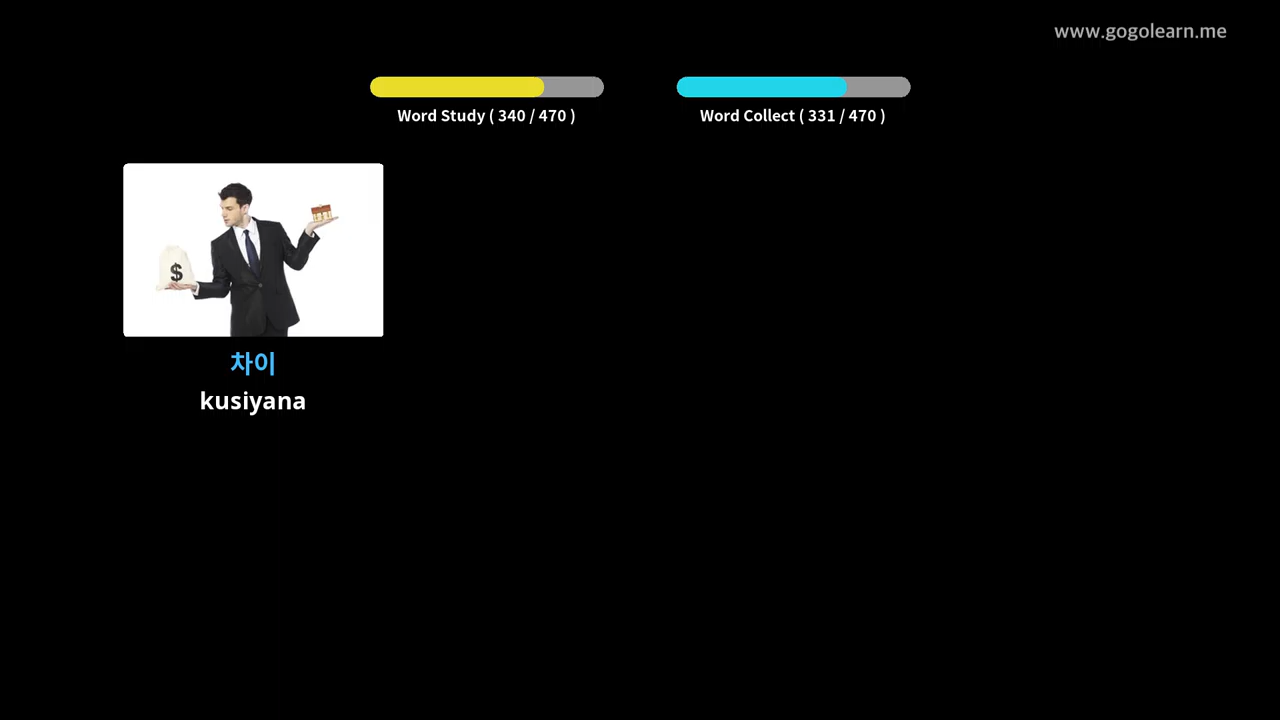 www.gogolearn.me
Word Study ( 340 / 470 )
Word Collect ( 331 / 470 )
$
차이
kusiyana